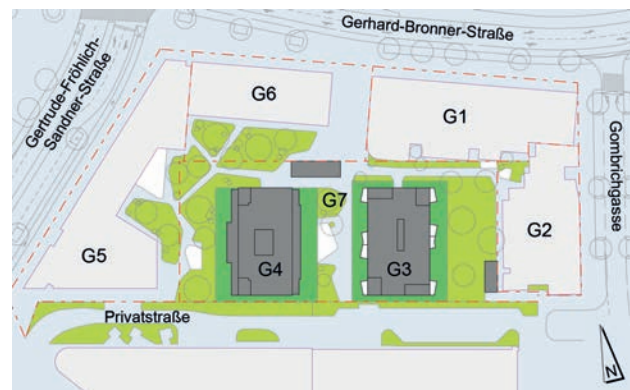 Gerhard-Bronner-Straße
Gertrude-Fröhlich-
Sandner-Straße
G6
G1
Gombrichgasse
G7
G2
G5
G4
G3
Privatstraße
N